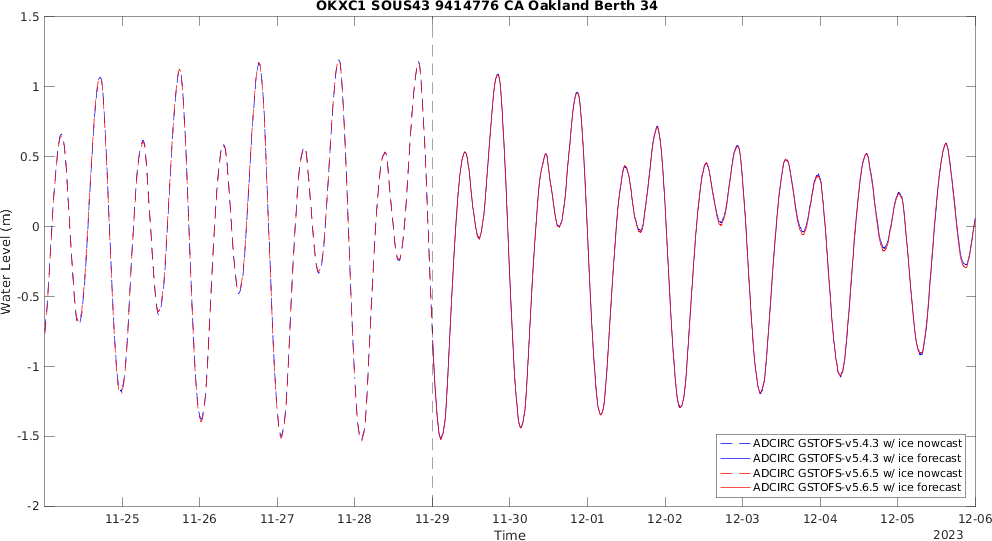 OKXC1 SOUS43 9414776 CA Oakland Berth 34
1.5
1
0.5
0
-0.5
-1
-1.5
-2
Water Level (m)
11-25 11-26 11-27 11-28 11-29 11-30 12-01 12-02 12-03 12-04 12-05 12-06
Time
2023
ADCIRC GSTOFS-v5.4.3 w/ ice nowcast
ADCIRC GSTOFS-v5.4.3 w/ ice forecast
ADCIRC GSTOFS-v5.6.5 w/ ice nowcast
ADCIRC GSTOFS-v5.6.5 w/ ice forecast